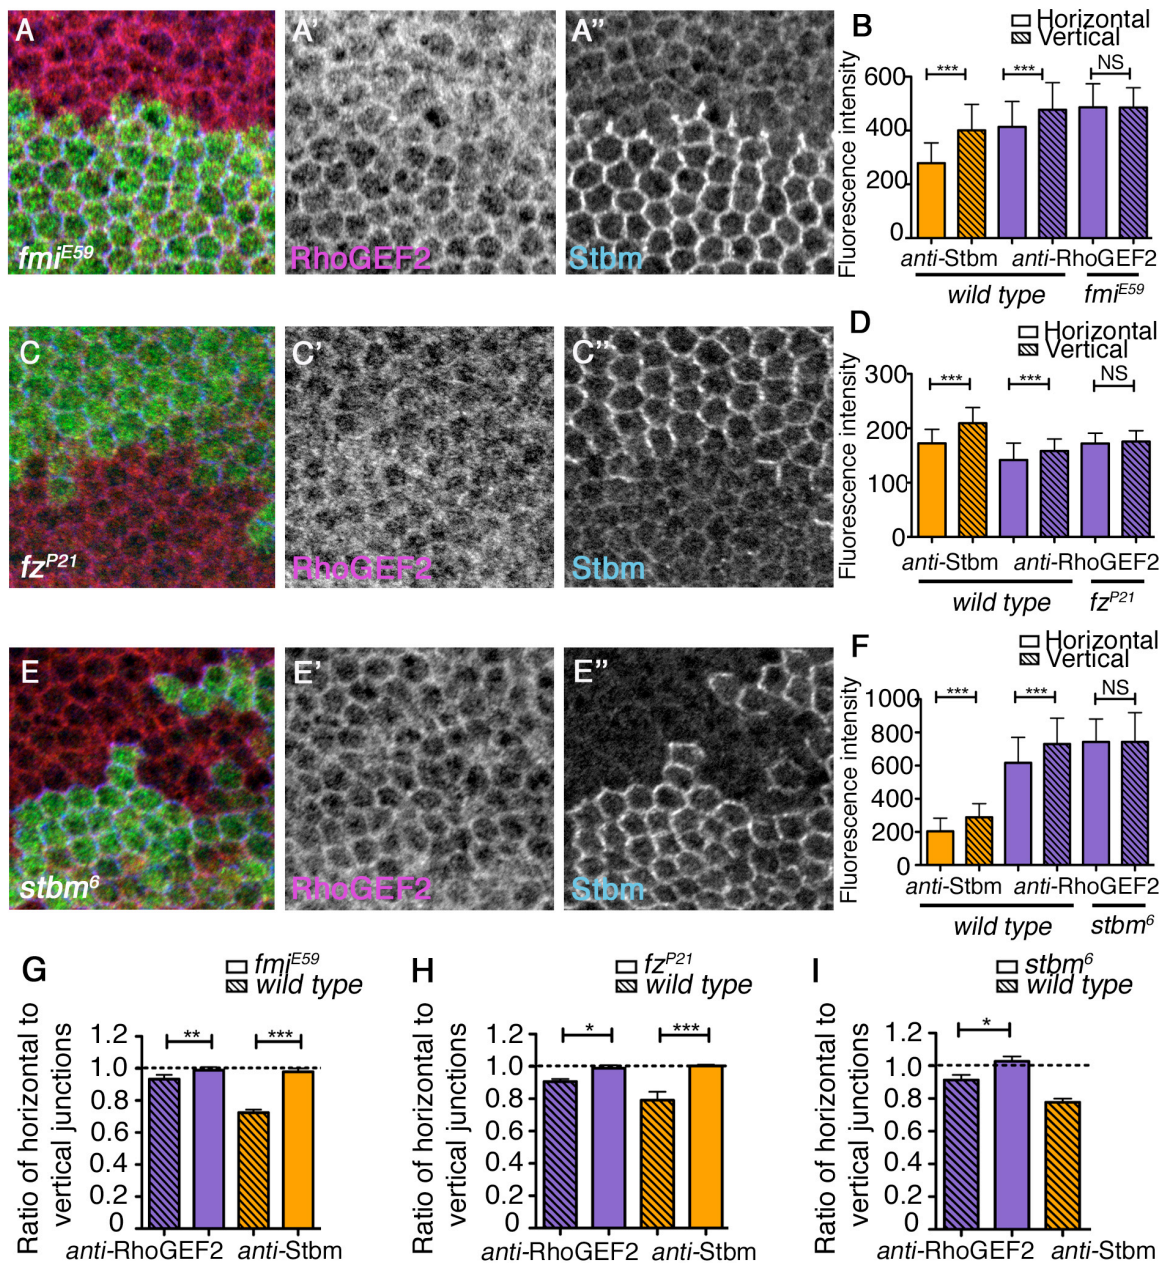 A
fmi^E59
A'
RhoGEF2
A"
Stbm
B
Horizontal
Vertical
Fluorescence intensity
600
400
200
0
***
***
NS
anti-Stbm anti-RhoGEF2
wild type fmi^E59
C
fz^P21
C'
RhoGEF2
C"
Stbm
D
Horizontal
Vertical
Fluorescence intensity
300
200
100
0
***
***
NS
anti-Stbm anti-RhoGEF2
wild type fz^P21
E
stbm^6
E'
RhoGEF2
E"
Stbm
F
Horizontal
Vertical
Fluorescence intensity
1000
800
600
400
200
0
***
***
NS
anti-Stbm anti-RhoGEF2
wild type stbm^6
G
fmi^E59
wild type
Ratio of horizontal to
vertical junctions
1.2
1.0
0.8
0.6
0.4
0.2
0
**
***
anti-RhoGEF2 anti-Stbm
H
fz^P21
wild type
Ratio of horizontal to
vertical junctions
1.2
1.0
0.8
0.6
0.4
0.2
0
*
***
anti-RhoGEF2 anti-Stbm
I
stbm^6
wild type
Ratio of horizontal to
vertical junctions
1.2
1.0
0.8
0.6
0.4
0.2
0
*
anti-RhoGEF2 anti-Stbm